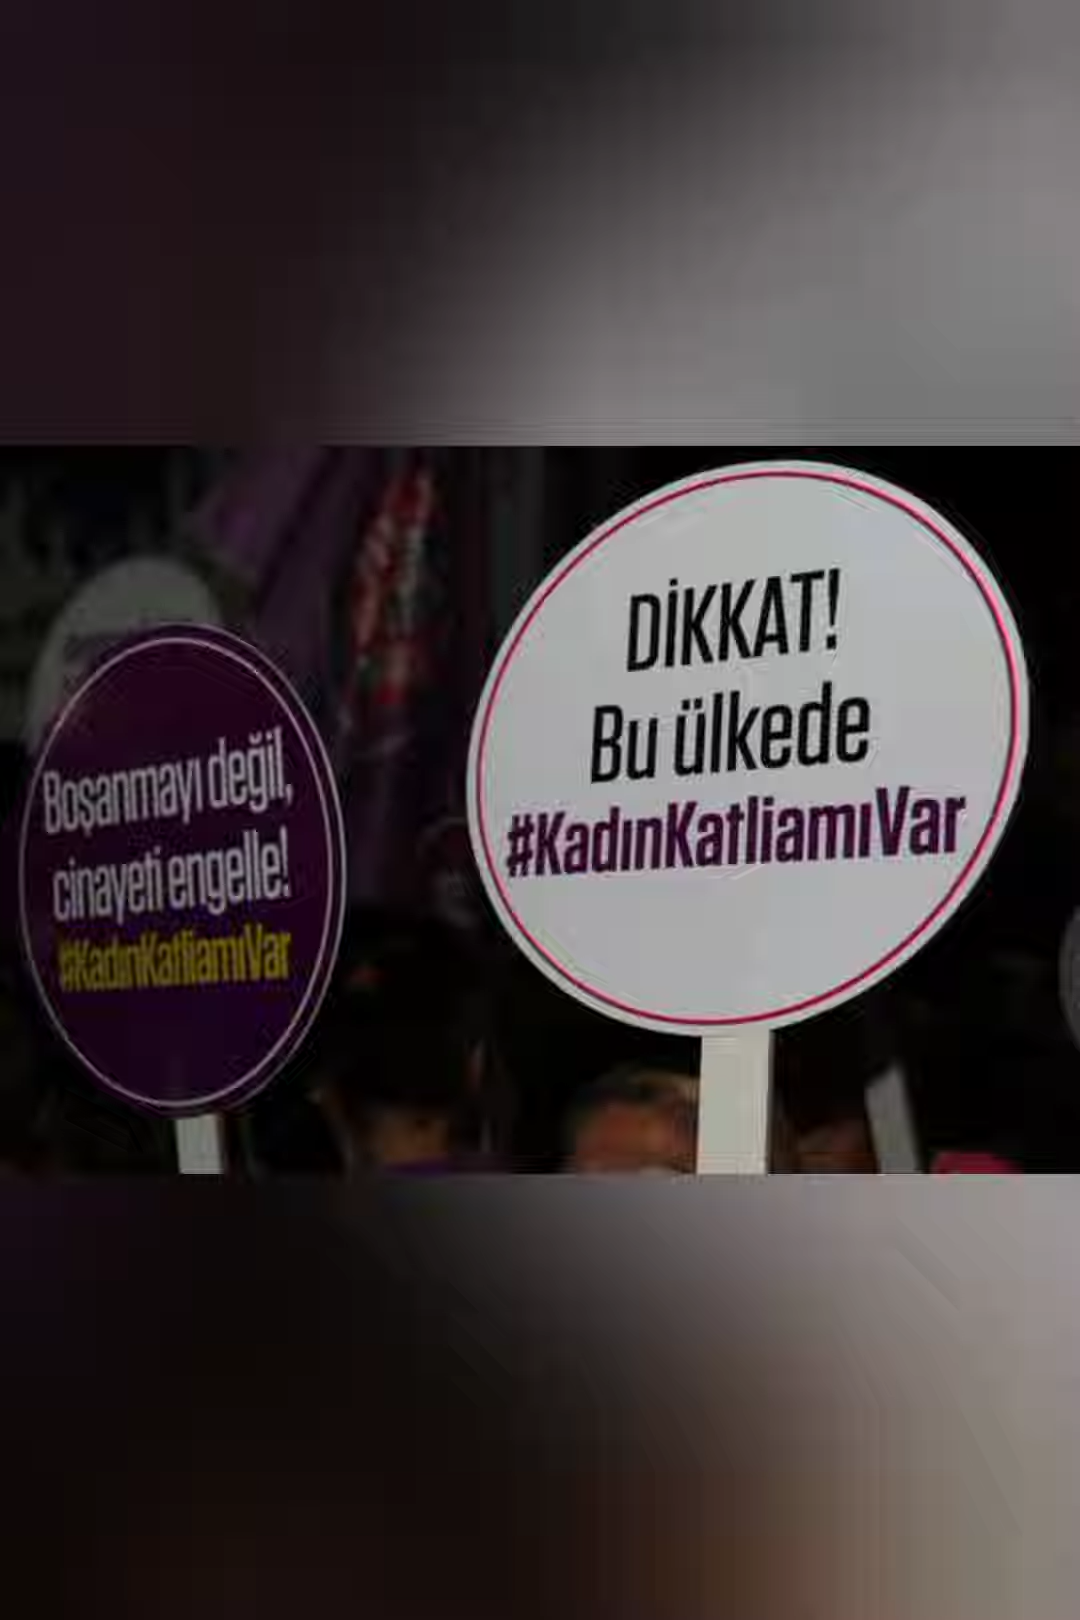 Boşanmayı değil,
cinayeti engelle!
#KadınKatliamıVar
DİKKAT!
Bu ülkede
#KadınKatliamıVar